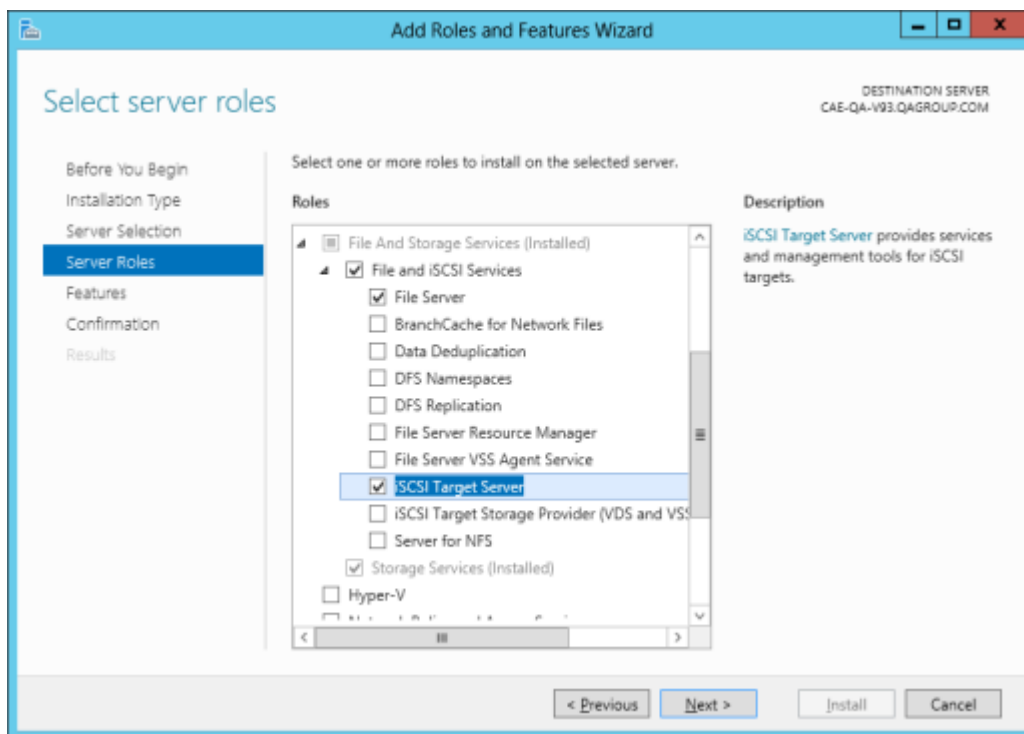 Add Roles and Features Wizard
Select server roles
DESTINATION SERVER
CAE-QA-V93.QAGROUP.COM
Before You Begin
Installation Type
Server Selection
Server Roles
Features
Confirmation
Results
Select one or more roles to install on the selected server.
Roles
File And Storage Services (Installed)
File and iSCSI Services
File Server
BranchCache for Network Files
Data Deduplication
DFS Namespaces
DFS Replication
File Server Resource Manager
File Server VSS Agent Service
iSCSI Target Server
iSCSI Target Storage Provider (VDS and VSS
Server for NFS
Storage Services (Installed)
Hyper-V
Description
iSCSI Target Server provides services
and management tools for iSCSI
targets.
< Previous
Next >
Install
Cancel